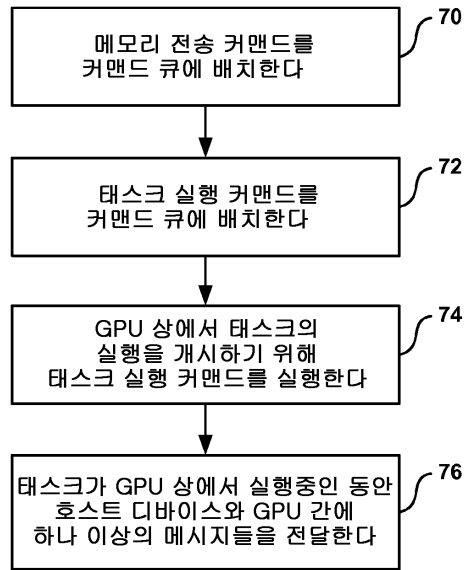 70
메모리 전송 커맨드를
커맨드 큐에 배치한다
72
태스크 실행 커맨드를
커맨드 큐에 배치한다
74
GPU 상에서 태스크의
실행을 개시하기 위해
태스크 실행 커맨드를 실행한다
76
태스크가 GPU 상에서 실행중인 동안
호스트 디바이스와 GPU 간에
하나 이상의 메시지들을 전달한다